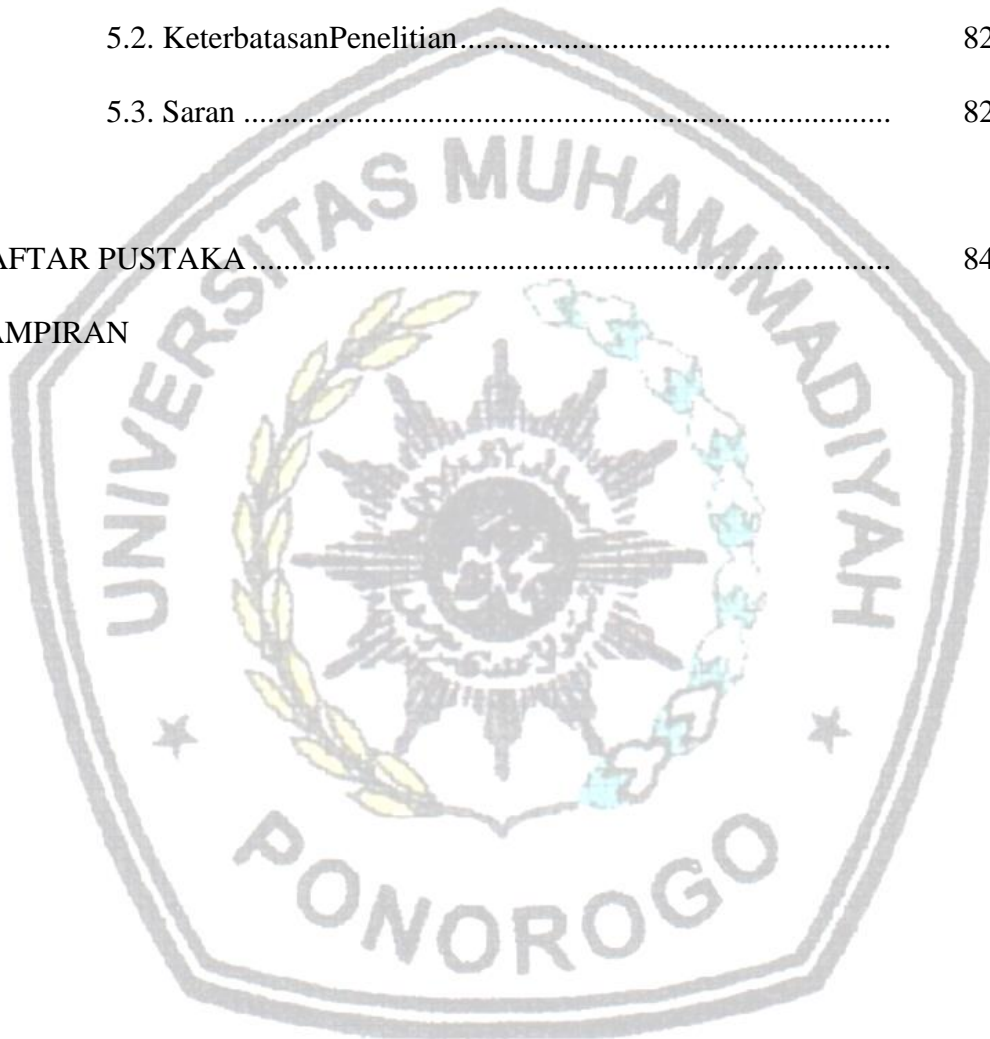 5.2. KeterbatasanPenelitian........................................................................ 82
5.3. Saran ........................................................................................... 82
AFTAR PUSTAKA ............................................................................... 84
AMPIRAN
UNIVERSITAS MUHAMMADIYAH
PONOROGO